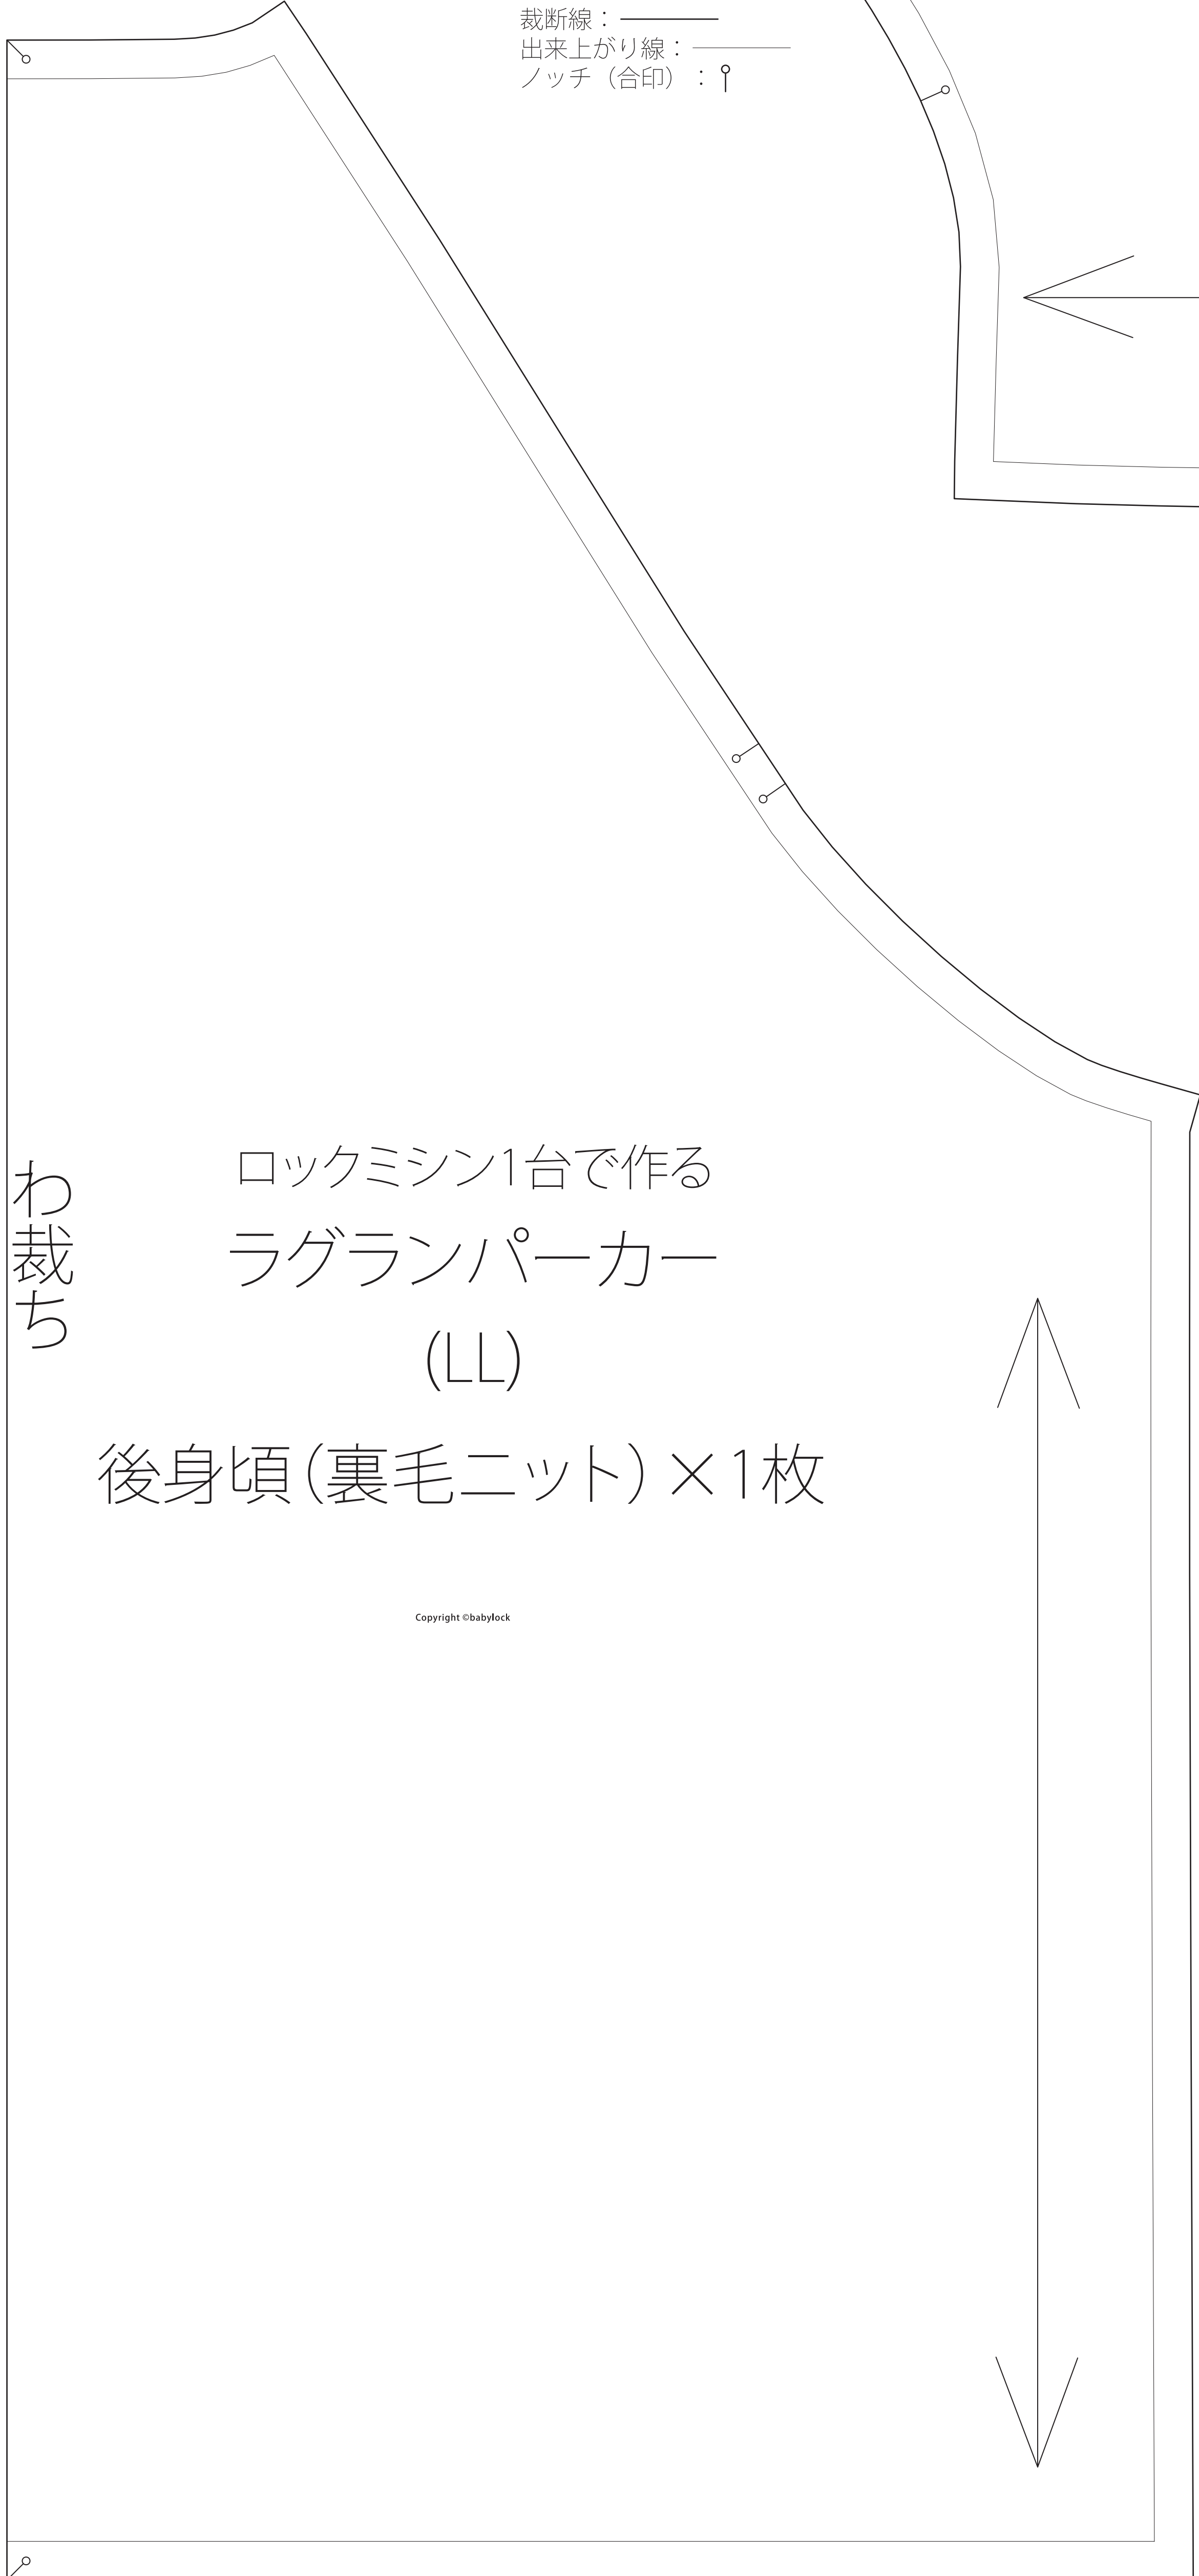 裁断線：
出来上がり線：
ノッチ（合印）：
わ裁ち
ロックミシン1台で作る
ラグランパーカー
(LL)
後身頃(裏毛ニット)×1枚
Copyright ©babylock